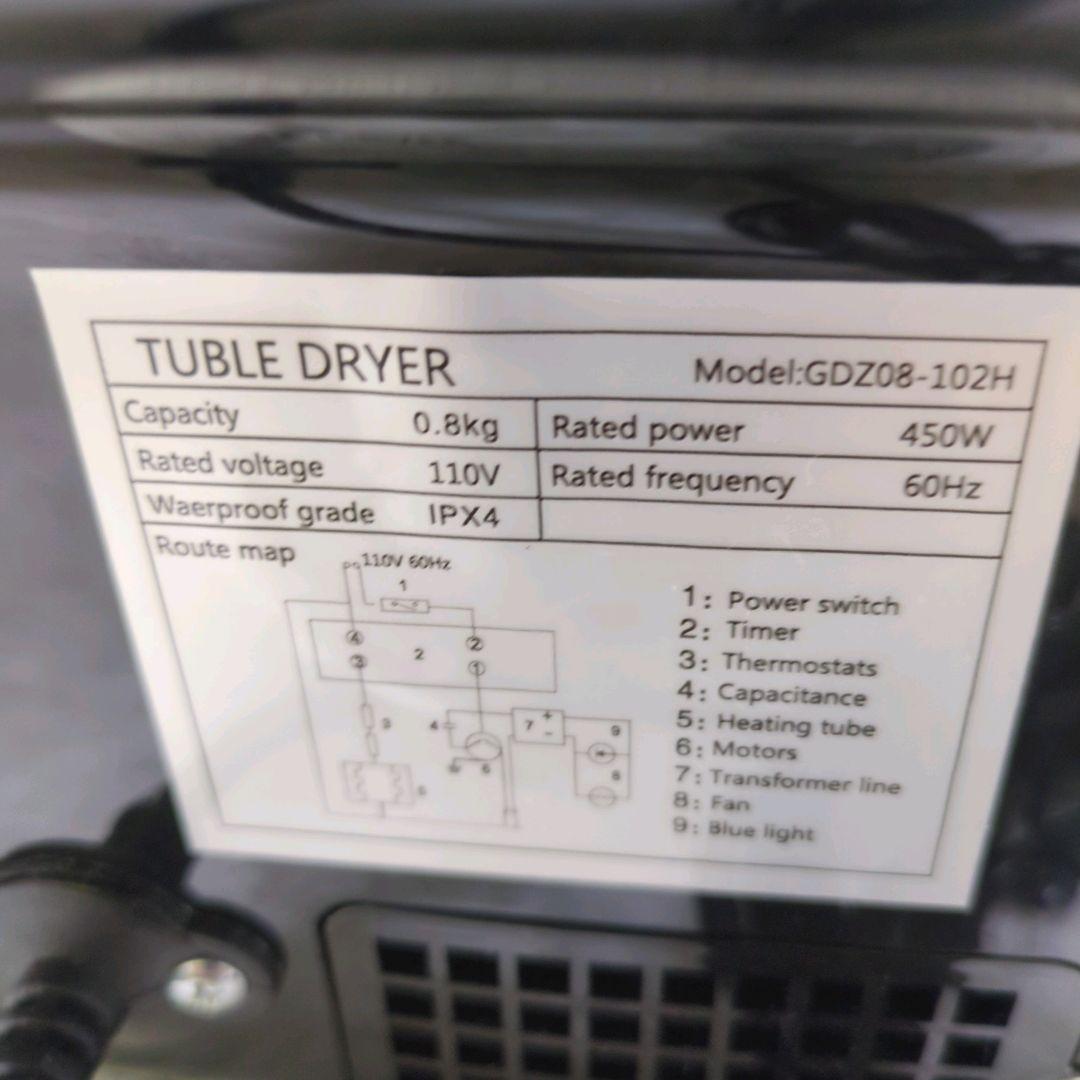 TUBLE DRYER Model:GDZ08-102H
Capacity 0.8kg Rated power 450W
Rated voltage 110V Rated frequency 60Hz
Waerproof grade IPX4
Route map
110V 60Hz
1
4 2
2
3 1
3
4
7 + -
9
6
8
1: Power switch
2: Timer
3: Thermostats
4: Capacitance
5: Heating tube
6: Motors
7: Transformer line
8: Fan
9: Blue light